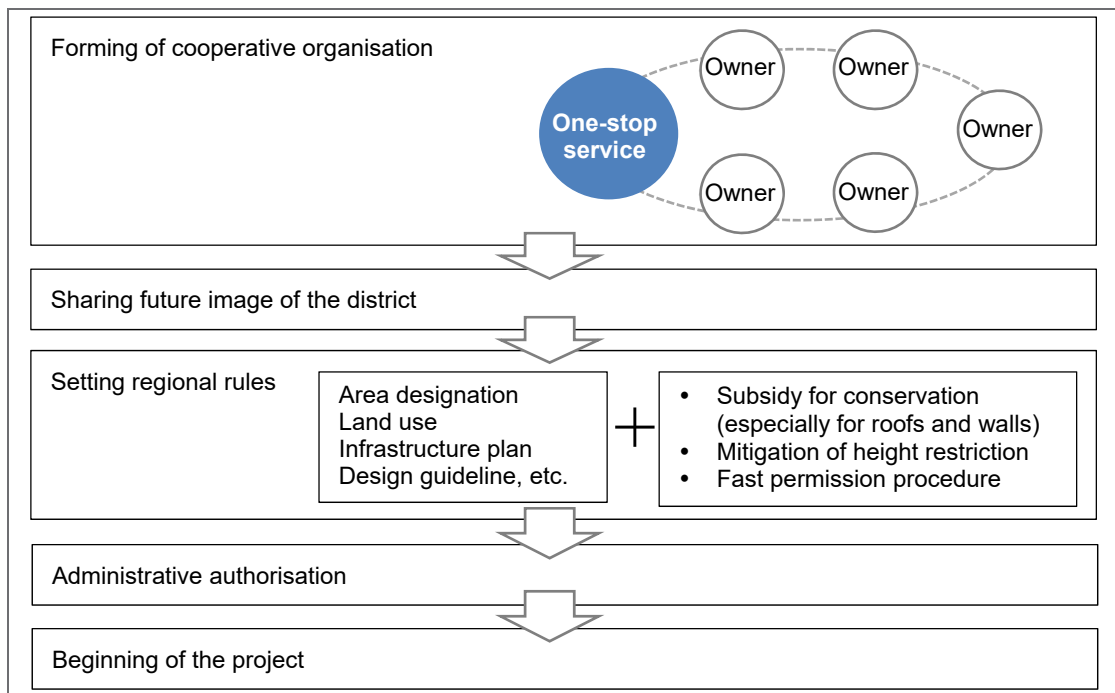 Forming of cooperative organisation
Owner
Owner
One-stop
service
Owner
Owner
Owner
Sharing future image of the district
Setting regional rules
Area designation
Land use
Infrastructure plan
Design guideline, etc.
+
• Subsidy for conservation
(especially for roofs and walls)
• Mitigation of height restriction
• Fast permission procedure
Administrative authorisation
Beginning of the project